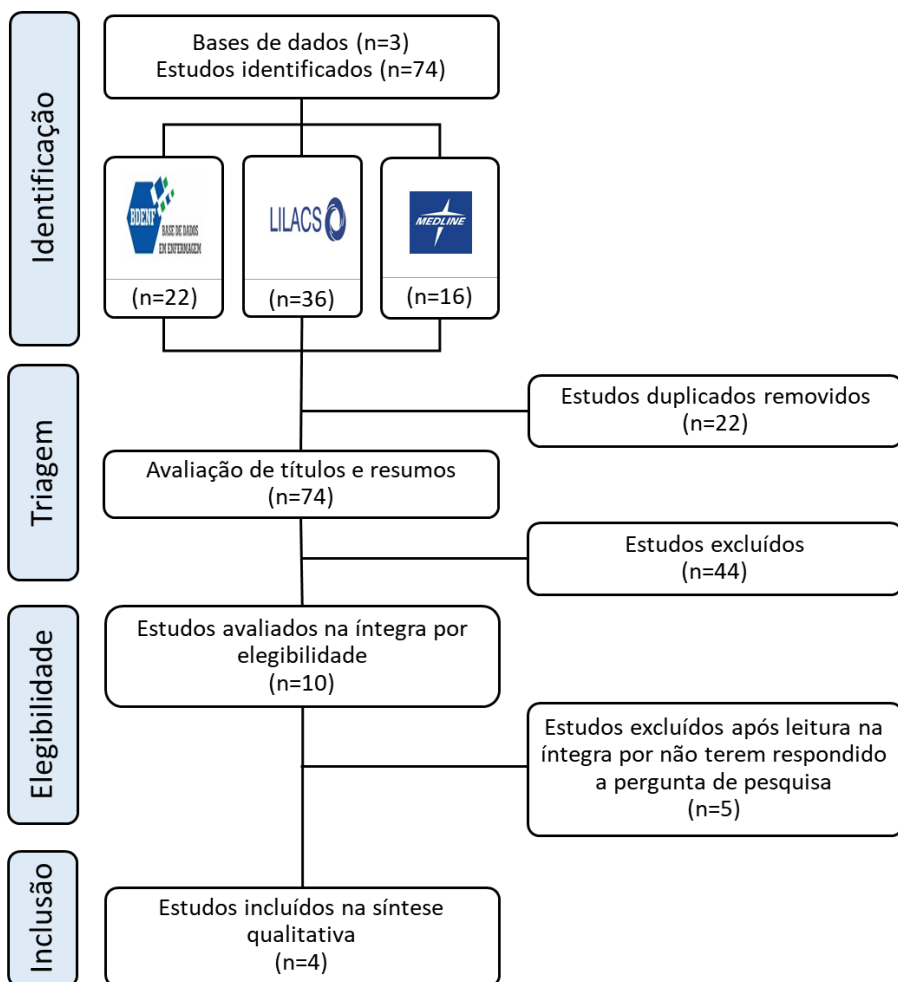 Identificação
Bases de dados (n=3)
Estudos identificados (n=74)
BDENF
BASE DE DADOS
EM ENFERMAGEM
(n=22)
LILACS
(n=36)
MEDLINE
(n=16)
Triagem
Estudos duplicados removidos
(n=22)
Avaliação de títulos e resumos
(n=74)
Estudos excluídos
(n=44)
Elegibilidade
Estudos avaliados na íntegra por
elegibilidade
(n=10)
Estudos excluídos após leitura na
íntegra por não terem respondido
a pergunta de pesquisa
(n=5)
Inclusão
Estudos incluídos na síntese
qualitativa
(n=4)